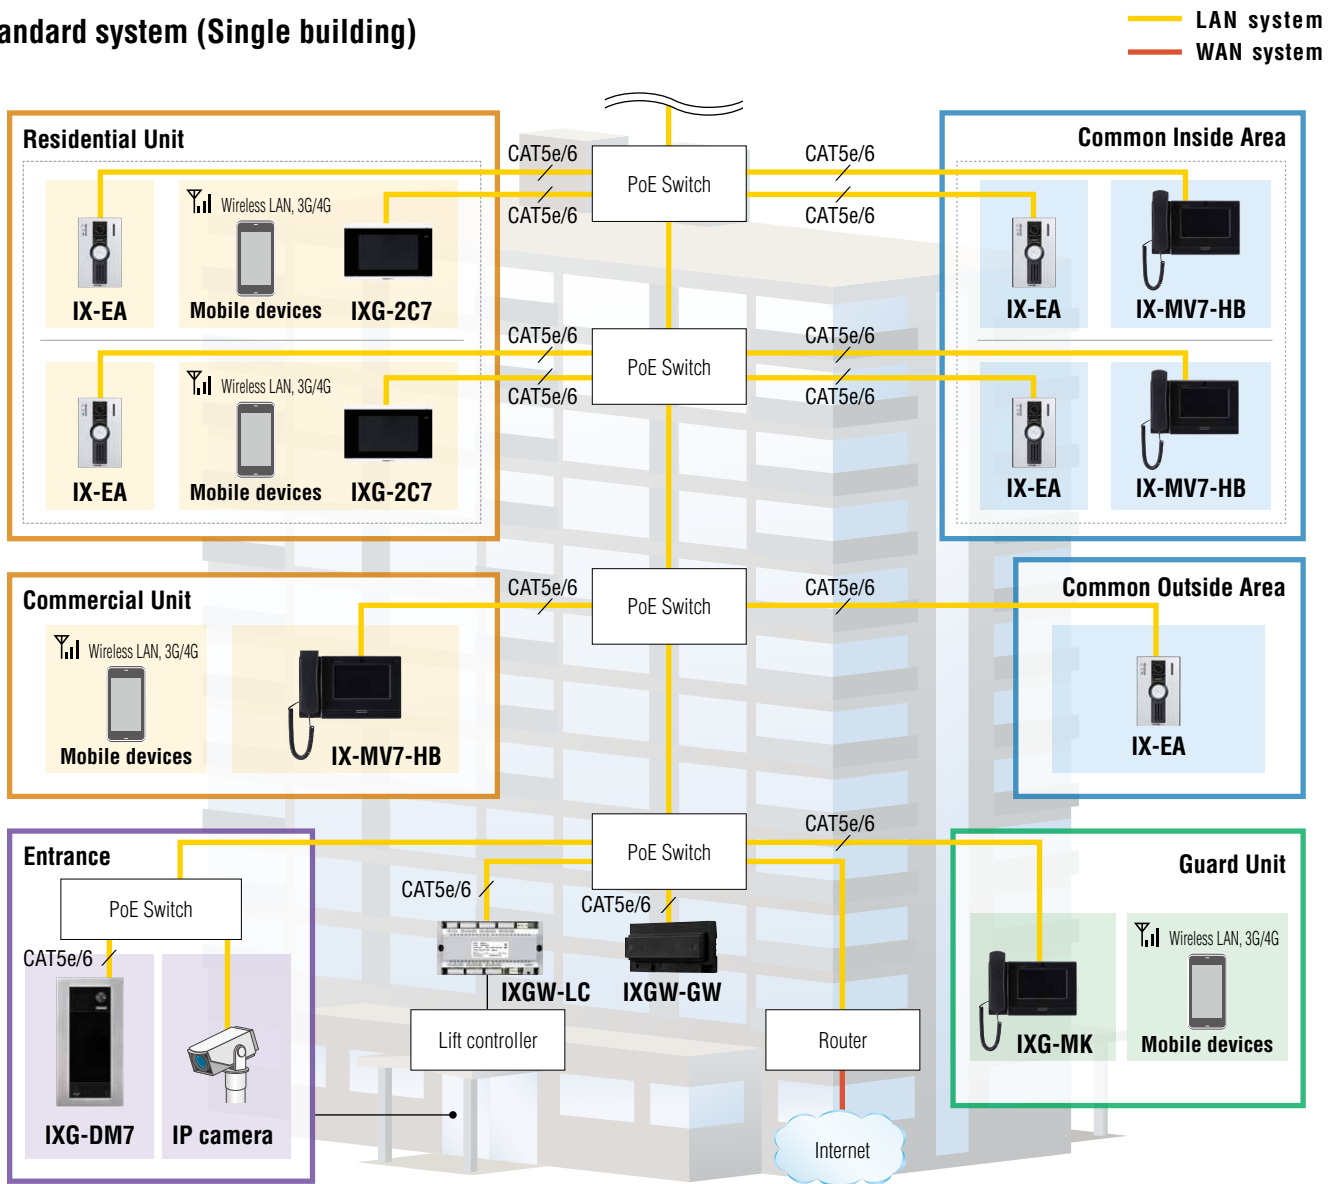 andard system (Single building)
LAN system
WAN system
Residential Unit
Wireless LAN, 3G/4G
IX-EA
Mobile devices
IXG-2C7
Wireless LAN, 3G/4G
IX-EA
Mobile devices
IXG-2C7
CAT5e/6
CAT5e/6
PoE Switch
CAT5e/6
CAT5e/6
CAT5e/6
CAT5e/6
PoE Switch
CAT5e/6
CAT5e/6
Common Inside Area
IX-EA
IX-MV7-HB
IX-EA
IX-MV7-HB
Commercial Unit
Wireless LAN, 3G/4G
Mobile devices
IX-MV7-HB
CAT5e/6
PoE Switch
CAT5e/6
Common Outside Area
IX-EA
Entrance
PoE Switch
CAT5e/6
IXG-DM7
IP camera
PoE Switch
CAT5e/6
CAT5e/6
CAT5e/6
IXGW-LC
IXGW-GW
Lift controller
Router
Internet
Guard Unit
Wireless LAN, 3G/4G
IXG-MK
Mobile devices